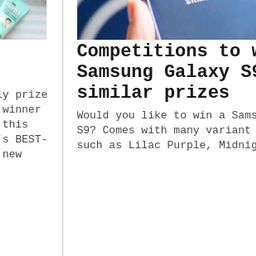 ly prize
winner
this
's BEST-
new
Competitions to w
Samsung Galaxy S9
similar prizes
Would you like to win a Sams
S9? Comes with many variant
such as Lilac Purple, Midnig